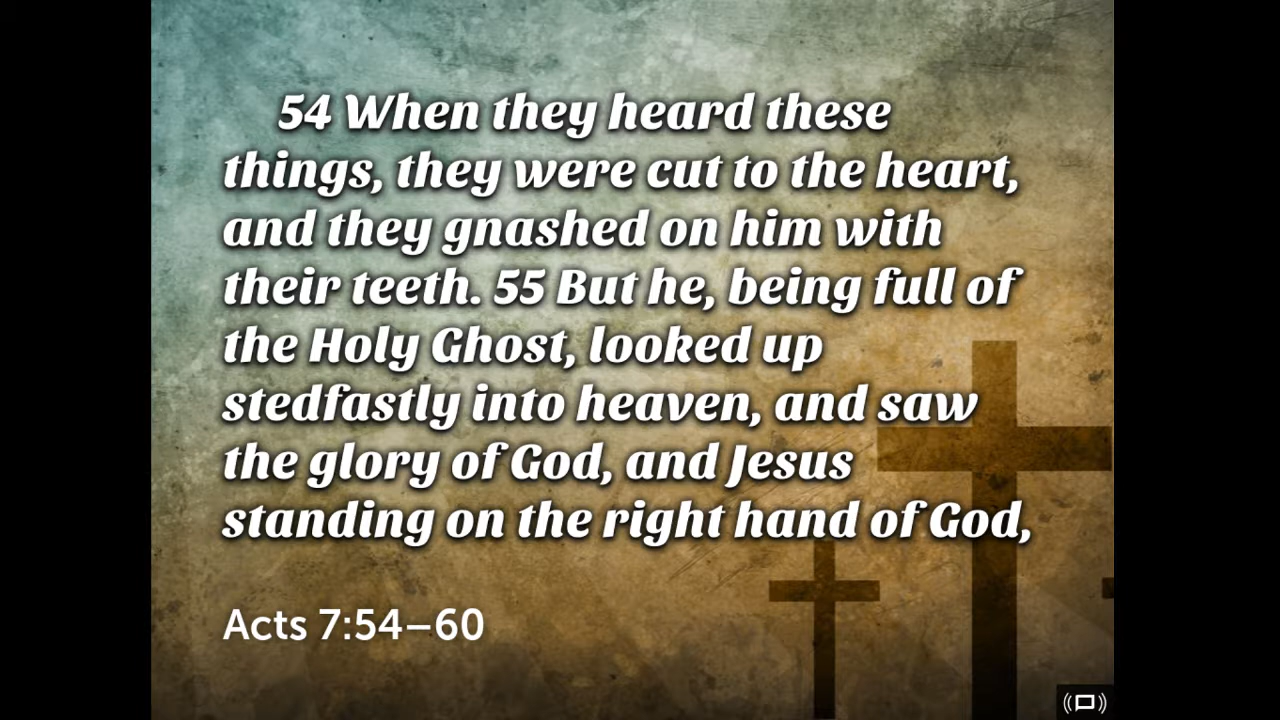 54 When they heard these
things, they were cut to the heart,
and they gnashed on him with
their teeth. 55 But he, being full of
the Holy Ghost, looked up
stedfastly into heaven, and saw
the glory of God, and Jesus
standing on the right hand of God,
Acts 7:54–60